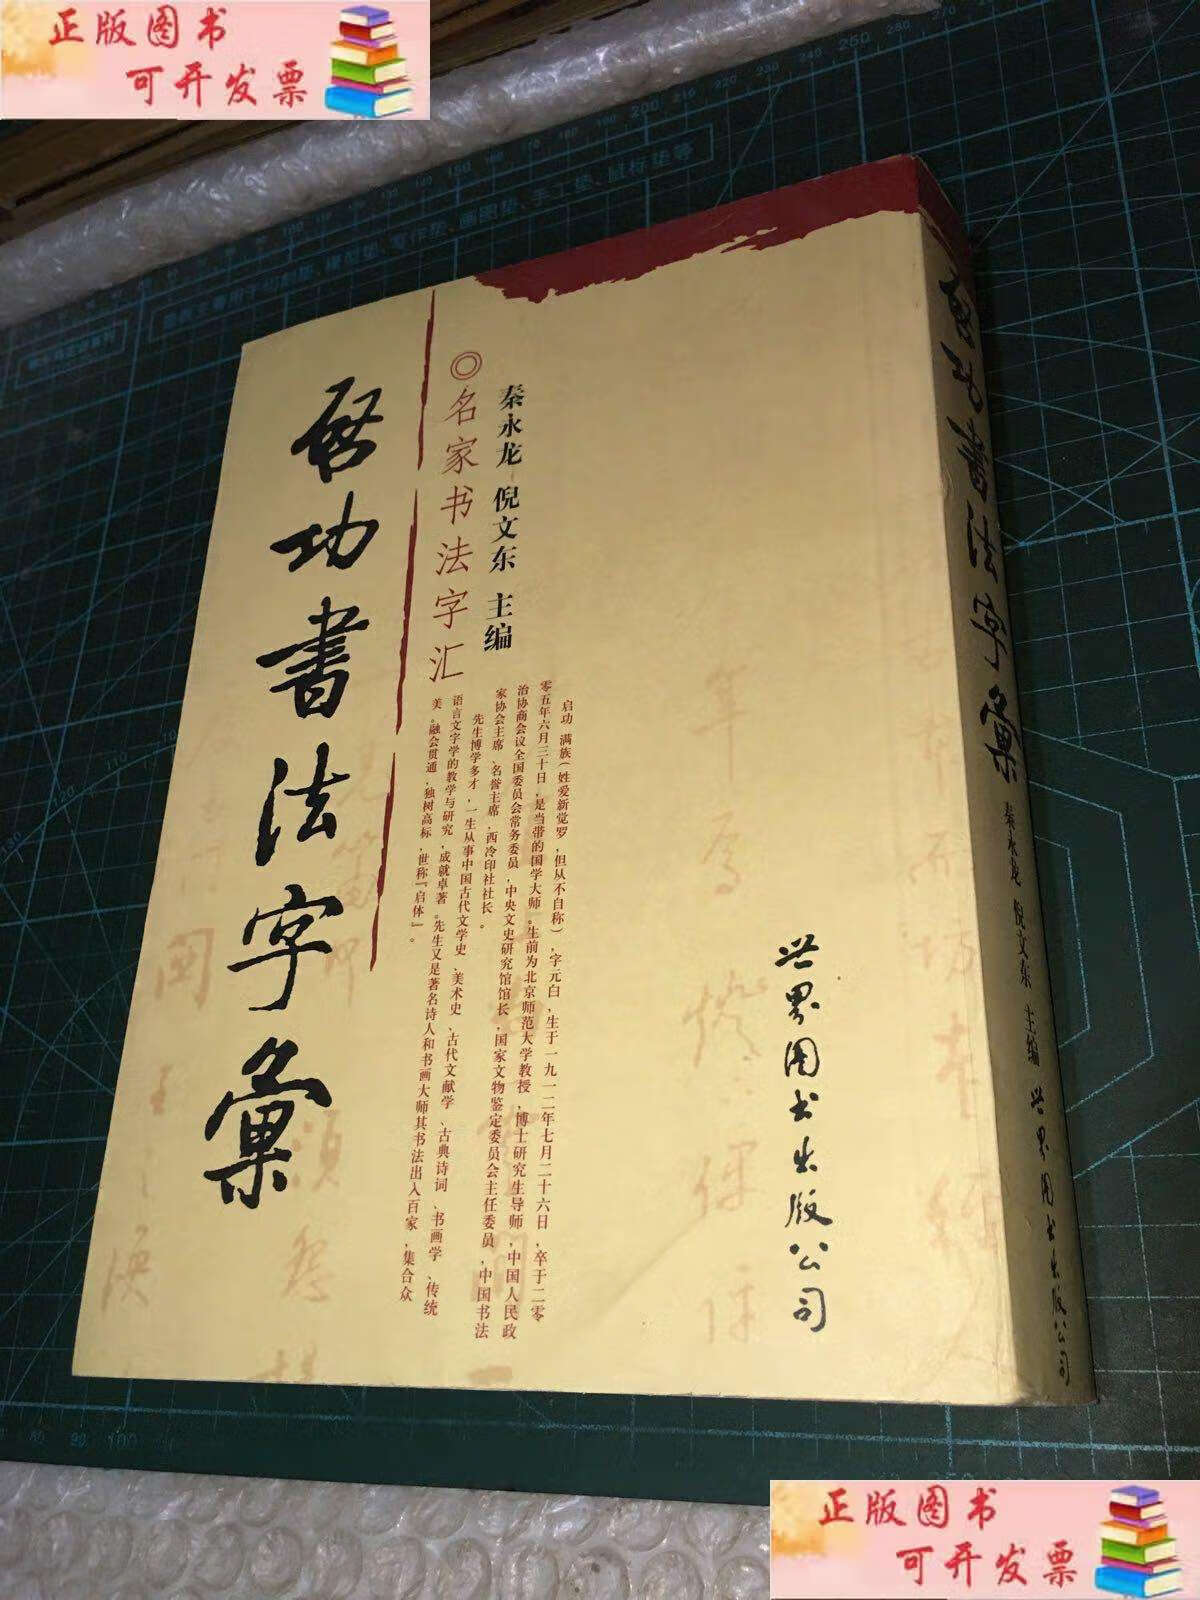 正版图书
可开发票
启功書法字彙
◎名家书法字汇
秦永龙 倪文东 主编
启功 满族（姓爱新觉罗，但从不自称），字元白，生于一九一二年七月二十六日，卒于二零
零五年六月三十日，是当带的国学大师。生前为北京师范大学教授，博士研究生导师，中国人民政
治协商会议全国委员会常务委员，中央文史研究馆馆长，国家文物鉴定委员会主任委员，中国书法
家协会主席、名誉主席，西泠印社社长。
先生博学多才，一生从事中国古代文学史、美术史、古代文献学、古典诗词、书画学、传统
语言文字学的教学与研究，成就卓著。先生又是著名诗人和书画大师其书法出入百家，集合众
美。融会贯通，独树高标，世称『启体』。
世界图书出版公司
启功書法字彙
秦永龙 倪文东 主编
世界图书出版公司
正版图书
可开发票